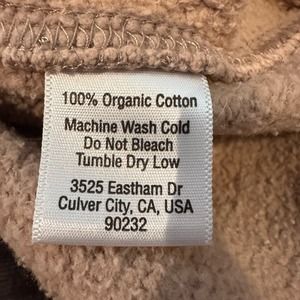 100% Organic Cotton
Machine Wash Cold
Do Not Bleach
Tumble Dry Low
3525 Eastham Dr
Culver City, CA, USA
90232